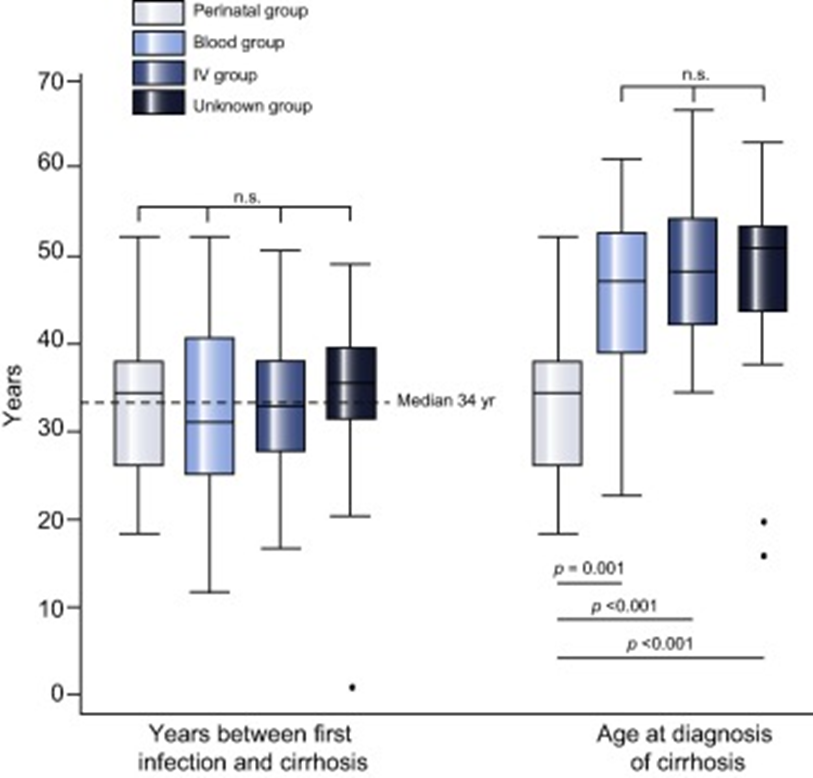 Perinatal group
Blood group
IV group
Unknown group
70
60
50
40
30
20
10
0
Years
n.s.
Median 34 yr
n.s.
p = 0.001
p <0.001
p <0.001
Years between first
infection and cirrhosis
Age at diagnosis
of cirrhosis